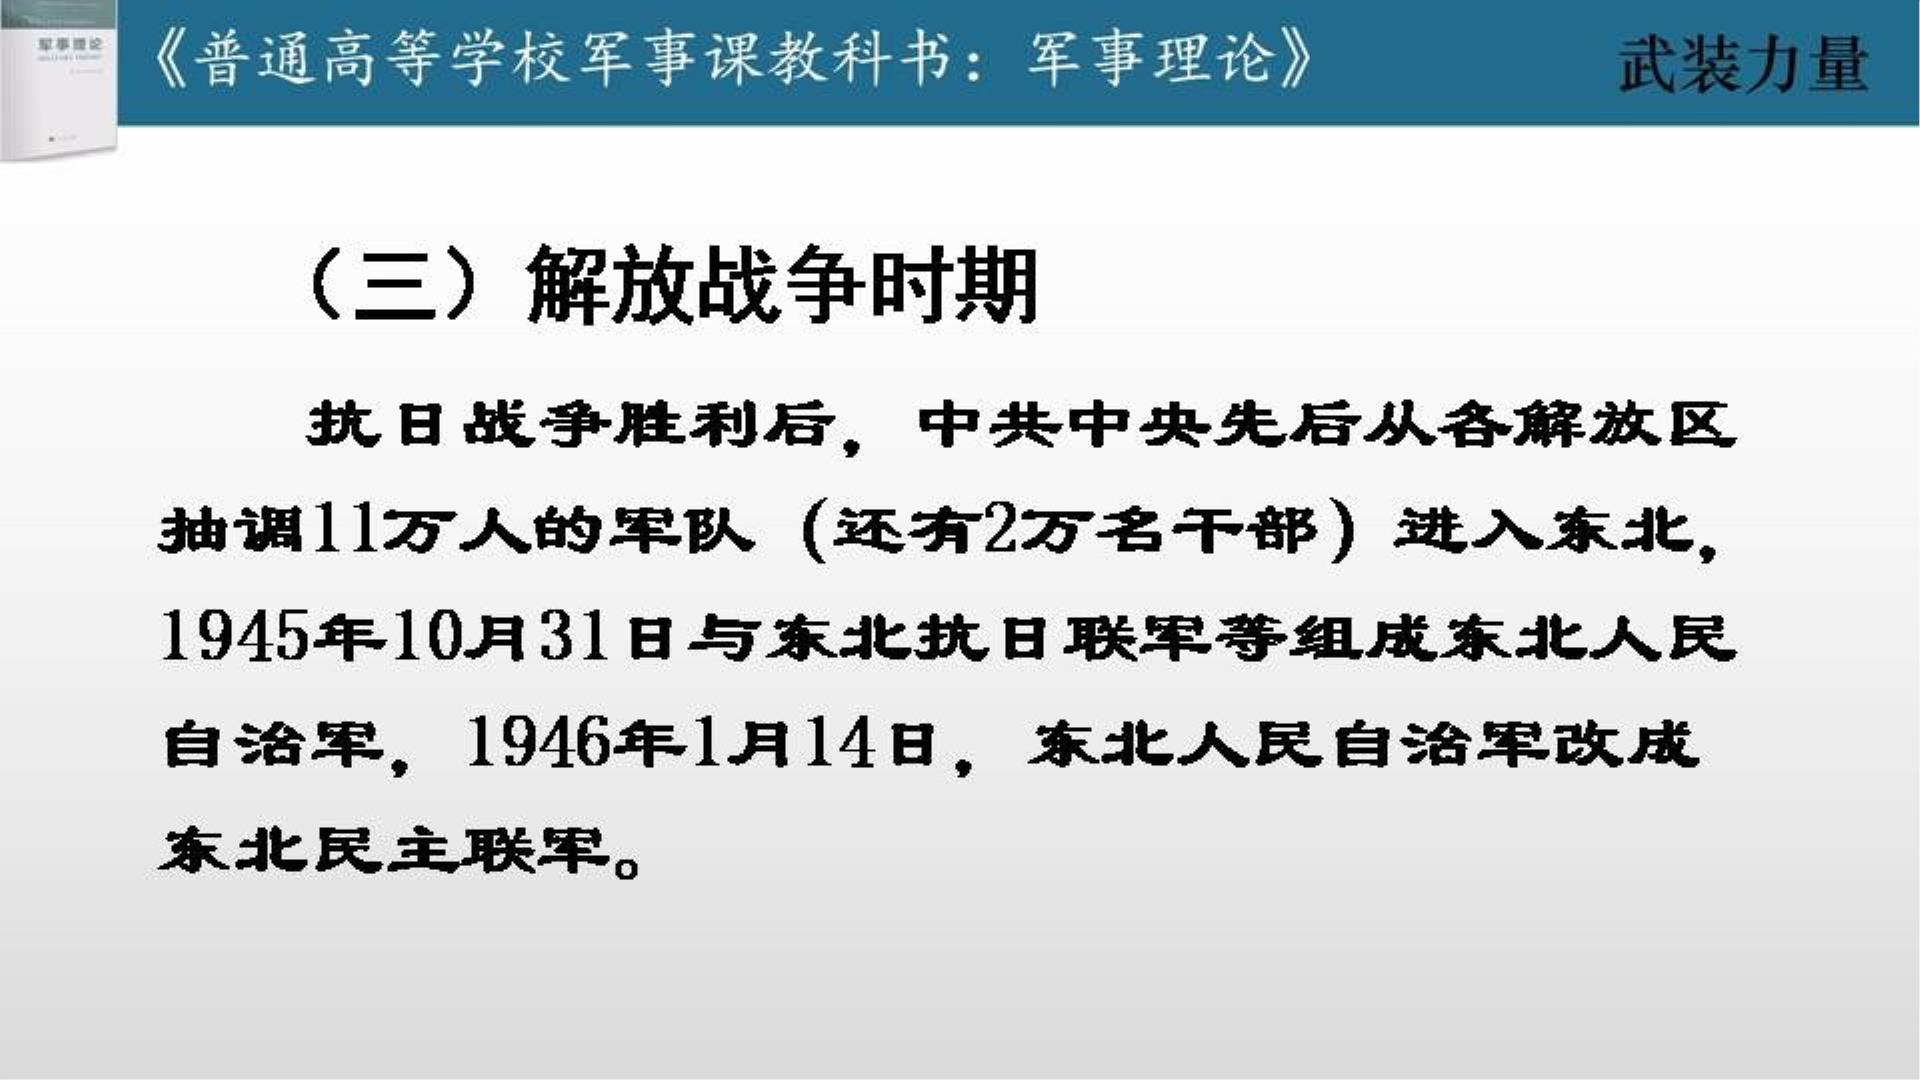 军事理论
《普通高等学校军事课教科书：军事理论》
武装力量
（三）解放战争时期
抗日战争胜利后，中共中央先后从各解放区
抽调11万人的军队（还有2万名干部）进入东北，
1945年10月31日与东北抗日联军等组成东北人民
自治军，1946年1月14日，东北人民自治军改成
东北民主联军。